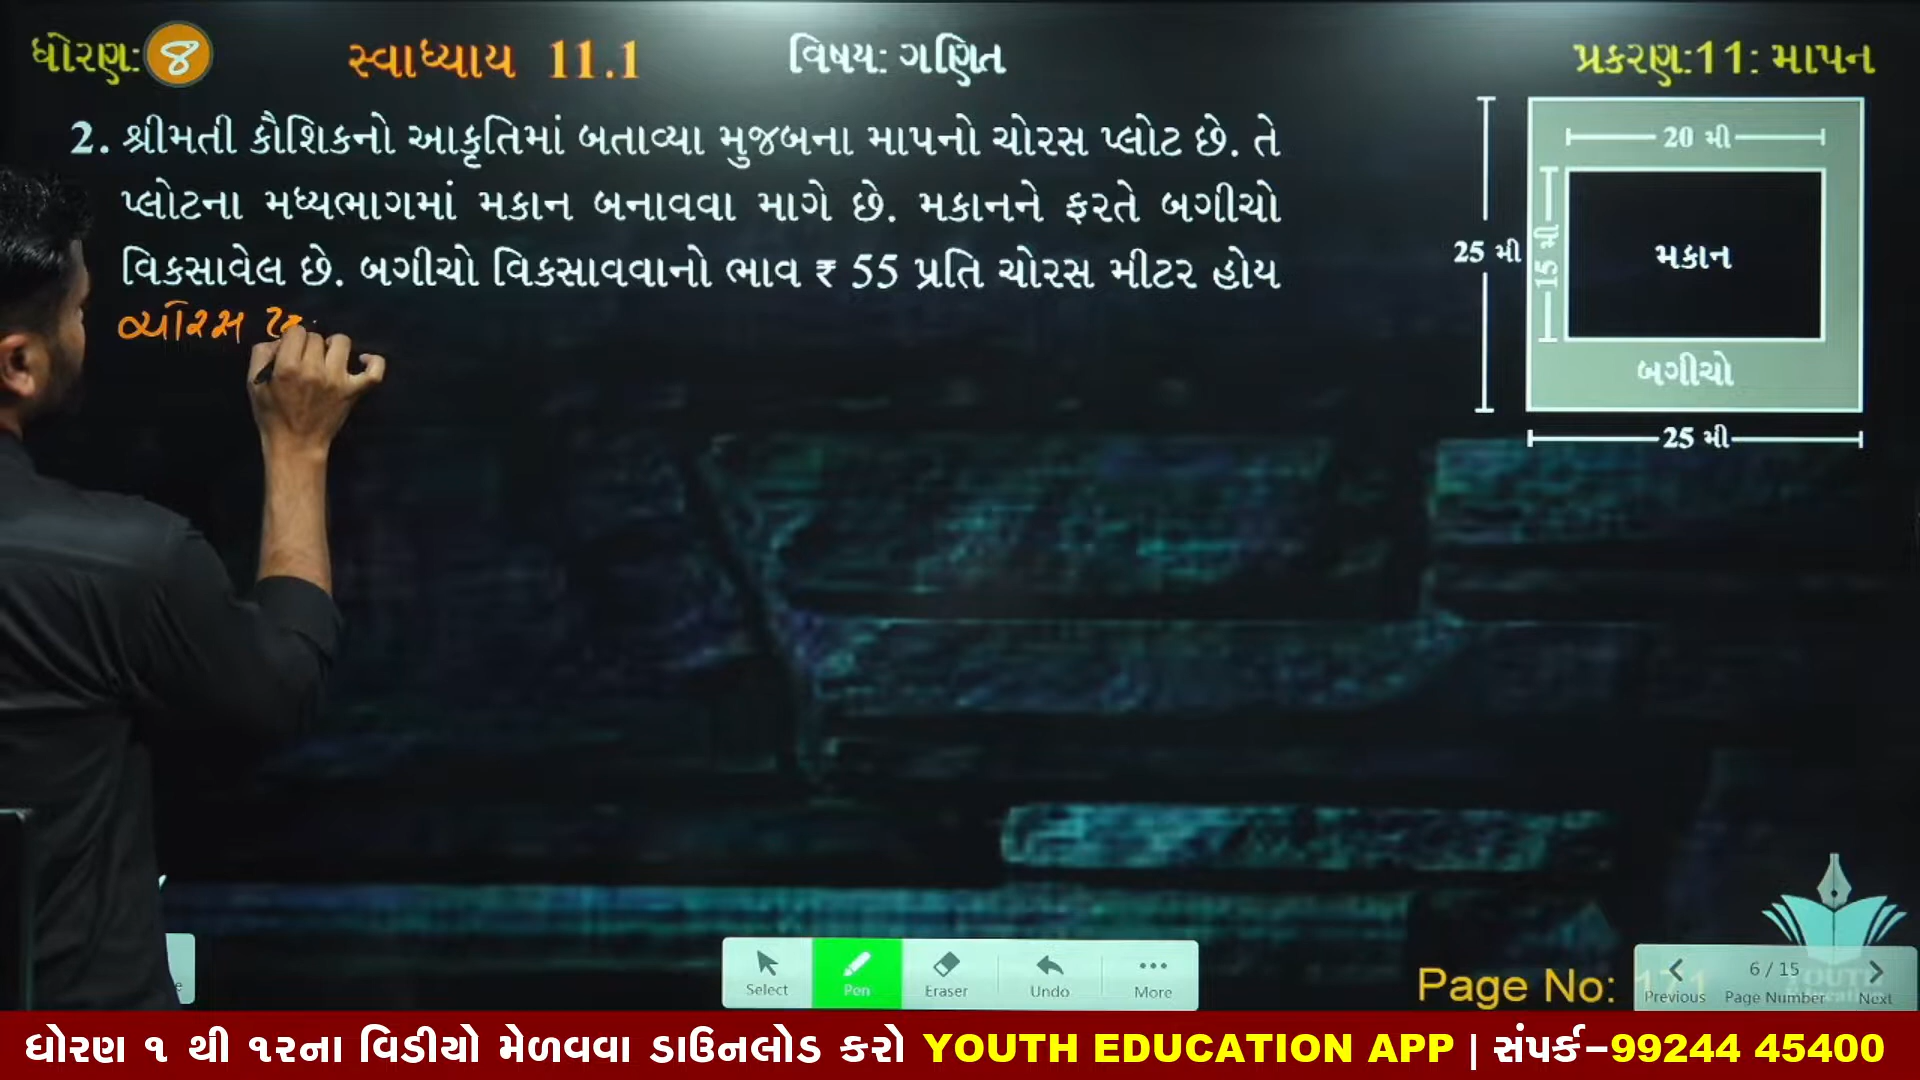 ધોરણ: 8 સ્વાધ્યાય 11.1 વિષય: ગણિત પ્રકરણ:11: માપન
2. શ્રીમતી કૌશિકનો આકૃતિમાં બતાવ્યા મુજબના માપનો ચોરસ પ્લોટ છે. તે
પ્લોટના મધ્યભાગમાં મકાન બનાવવા માગે છે. મકાનને ફરતે બગીચો
વિકસાવેલ છે. બગીચો વિકસાવવાનો ભાવ ₹ 55 પ્રતિ ચોરસ મીટર હોય
ચોરસ
20 મી
25 મી
15 મી
મકાન
બગીચો
25 મી
Select
Pen
Eraser
Undo
More
Page No: 171
6 / 15
Previous Page Number Next
YOUTH
ધોરણ ૧ થી ૧૨ના વિડીયો મેળવવા ડાઉનલોડ કરો YOUTH EDUCATION APP | સંપર્ક–99244 45400